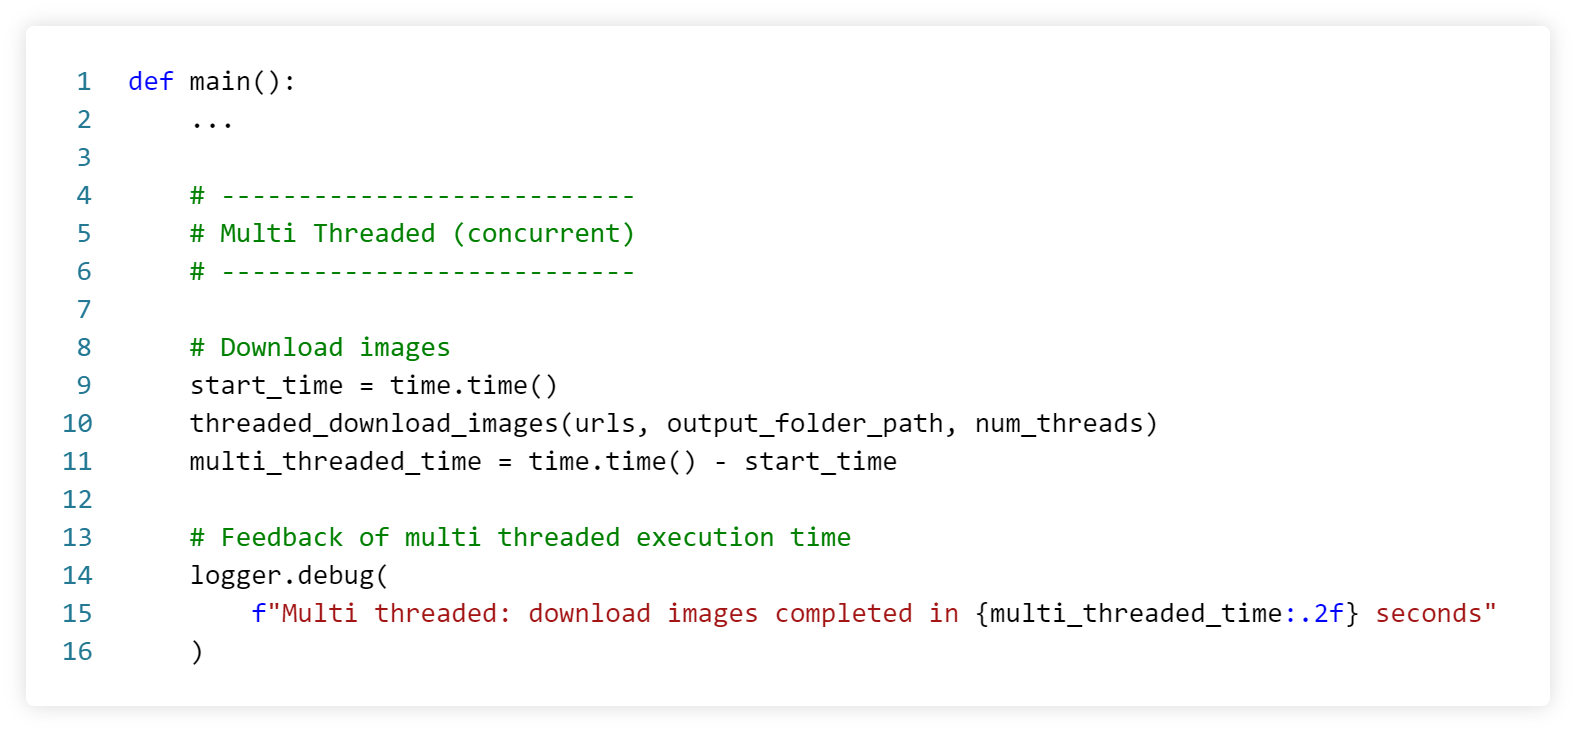 1 def main():
2     ...
3
4     # ---------------------------
5     # Multi Threaded (concurrent)
6     # ---------------------------
7
8     # Download images
9     start_time = time.time()
10     threaded_download_images(urls, output_folder_path, num_threads)
11     multi_threaded_time = time.time() - start_time
12
13     # Feedback of multi threaded execution time
14     logger.debug(
15         f"Multi threaded: download images completed in {multi_threaded_time:.2f} seconds"
16     )